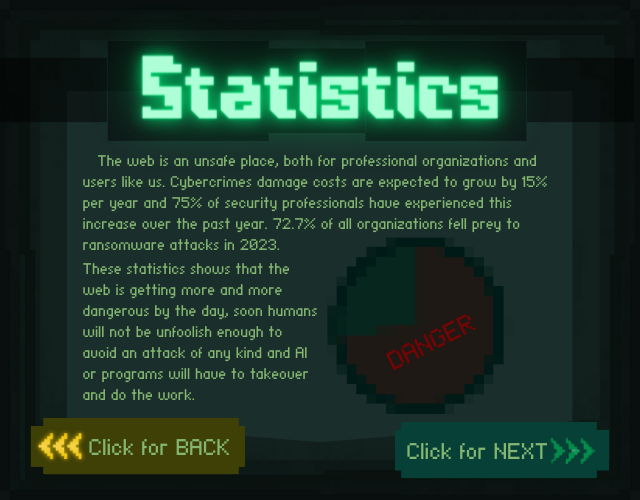 Statistics
The web is an unsafe place, both for professional organizations and
users like us. Cybercrimes damage costs are expected to grow by 15%
per year and 75% of security professionals have experienced this
increase over the past year. 72.7% of all organizations fell prey to
ransomware attacks in 2023.
These statistics shows that the
web is getting more and more
dangerous by the day, soon humans
will not be unfoolish enough to
avoid an attack of any kind and AI
or programs will have to takeover
and do the work.
DANGER
Click for BACK
Click for NEXT